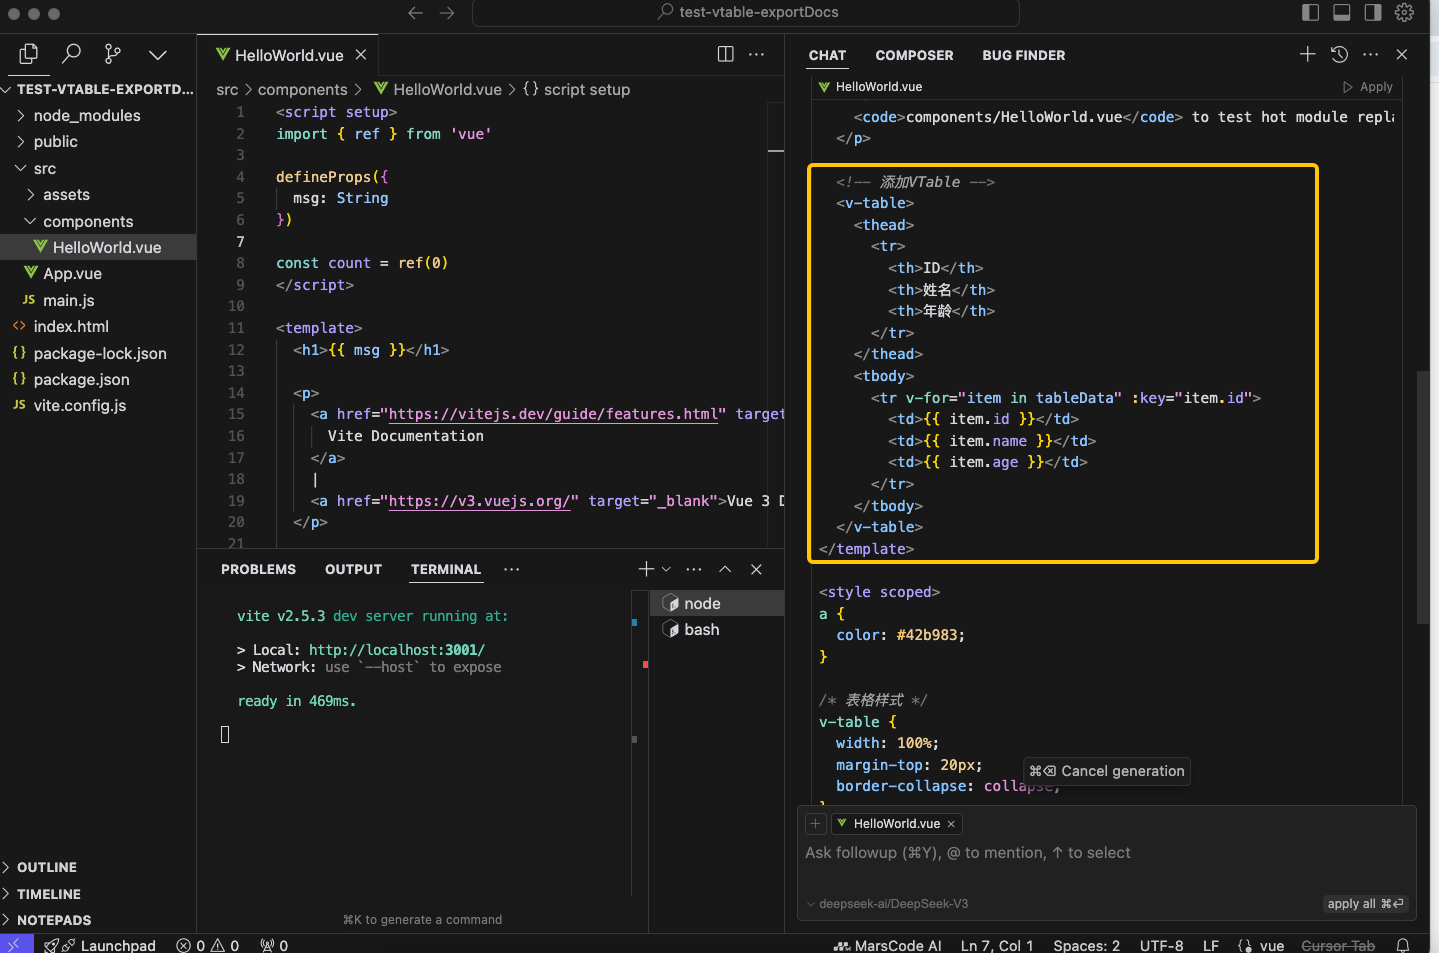 test-vtable-exportDocs
TEST-VTABLE-EXPORTD...
node_modules
public
src
assets
components
HelloWorld.vue
App.vue
JS main.js
<> index.html
{} package-lock.json
{} package.json
JS vite.config.js
OUTLINE
TIMELINE
NOTEPADS
HelloWorld.vue
src > components > HelloWorld.vue > {} script setup
1 <script setup>
2 import { ref } from 'vue'
3
4 defineProps({
5 msg: String
6 })
7
8 const count = ref(0)
9 </script>
10
11 <template>
12 <h1>{{ msg }}</h1>
13
14 <p>
15 <a href="https://vitejs.dev/guide/features.html" target
16 Vite Documentation
17 </a>
18 |
19 <a href="https://v3.vuejs.org/" target="_blank">Vue 3 D
20 </p>
21
PROBLEMS OUTPUT TERMINAL ...
vite v2.5.3 dev server running at:
> Local: http://localhost:3001/
> Network: use `--host` to expose
ready in 469ms.
node
bash
⌘K to generate a command
CHAT COMPOSER BUG FINDER
HelloWorld.vue Apply
<code>components/HelloWorld.vue</code> to test hot module repla
</p>
<!-- 添加VTable -->
<v-table>
<thead>
<tr>
<th>ID</th>
<th>姓名</th>
<th>年龄</th>
</tr>
</thead>
<tbody>
<tr v-for="item in tableData" :key="item.id">
<td>{{ item.id }}</td>
<td>{{ item.name }}</td>
<td>{{ item.age }}</td>
</tr>
</tbody>
</v-table>
</template>
<style scoped>
a {
color: #42b983;
}
/* 表格样式 */
v-table {
width: 100%;
margin-top: 20px;
border-collapse: collapse;
}
⌘⌫ Cancel generation
HelloWorld.vue ×
Ask followup (⌘Y), @ to mention, ↑ to select
deepseek-ai/DeepSeek-V3
apply all ⌘⏎
Launchpad 0 0 0
MarsCode AI Ln 7, Col 1 Spaces: 2 UTF-8 LF vue Cursor Tab